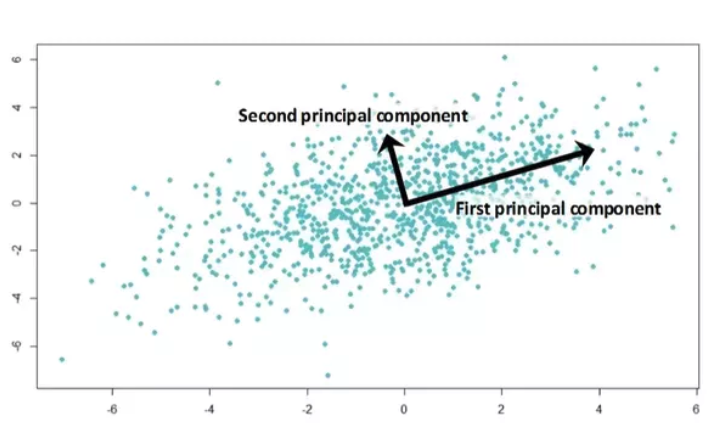 6
4
2
0
-2
-4
-6
Second principal component
First principal component
-6 -4 -2 0 2 4 6